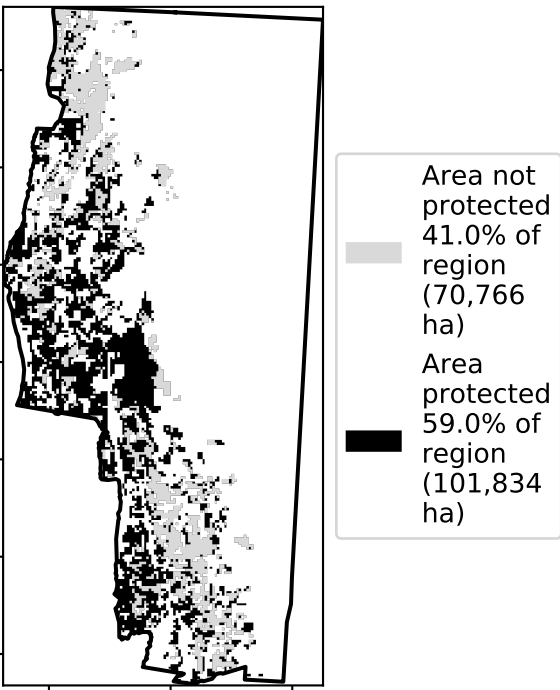 Area not
protected
41.0% of
region
(70,766
ha)
Area
protected
59.0% of
region
(101,834
ha)